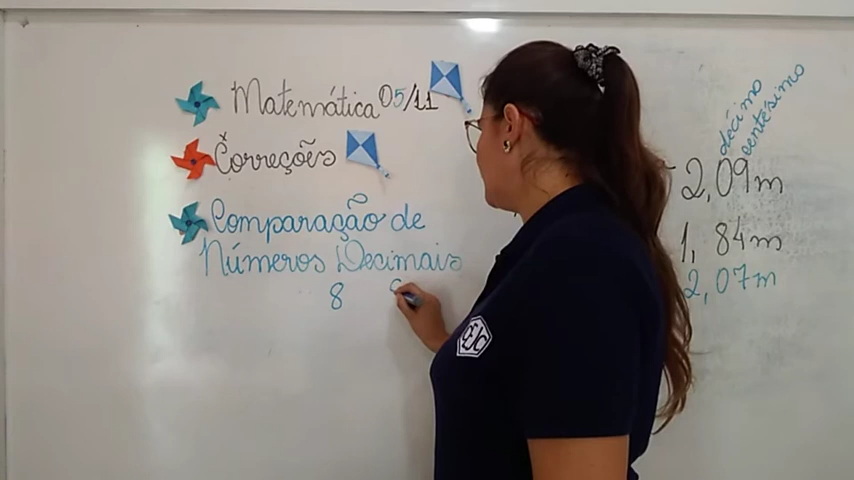 Matemática 05/11
Correções
Comparação de
Números Decimais
8
décimo
centésimo
2,09m
1,84m
2,07m